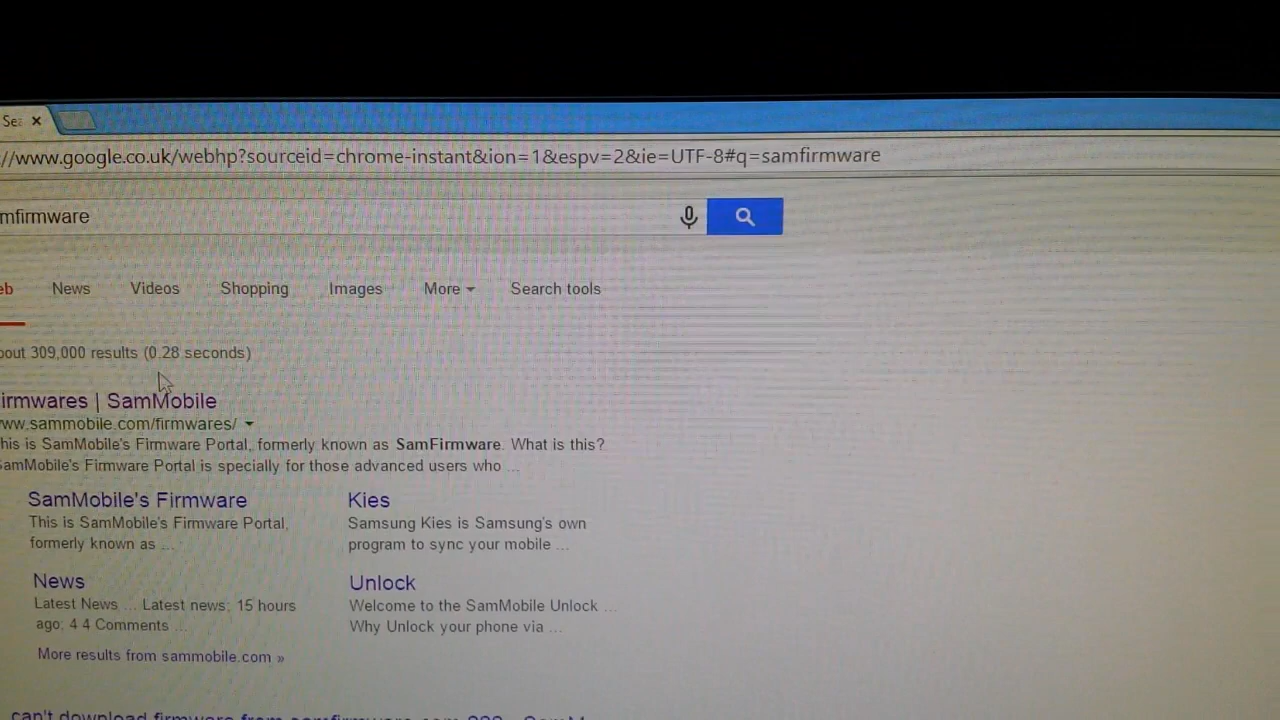 //www.google.co.uk/webhp?sourceid=chrome-instant&ion=1&espv=2&ie=UTF-8#q=samfirmware
mfirmware
eb News Videos Shopping Images More Search tools
bout 309,000 results (0.28 seconds)
irmwares | SamMobile
ww.sammobile.com/firmwares/
his is SamMobile's Firmware Portal, formerly known as SamFirmware. What is this?
SamMobile's Firmware Portal is specially for those advanced users who ...
SamMobile's Firmware
This is SamMobile's Firmware Portal,
formerly known as ...
Kies
Samsung Kies is Samsung's own
program to sync your mobile ...
News
Latest News ... Latest news; 15 hours
ago; 4 4 Comments ...
Unlock
Welcome to the SamMobile Unlock ...
Why Unlock your phone via ...
More results from sammobile.com »
can't download firmware from samfirmware.com